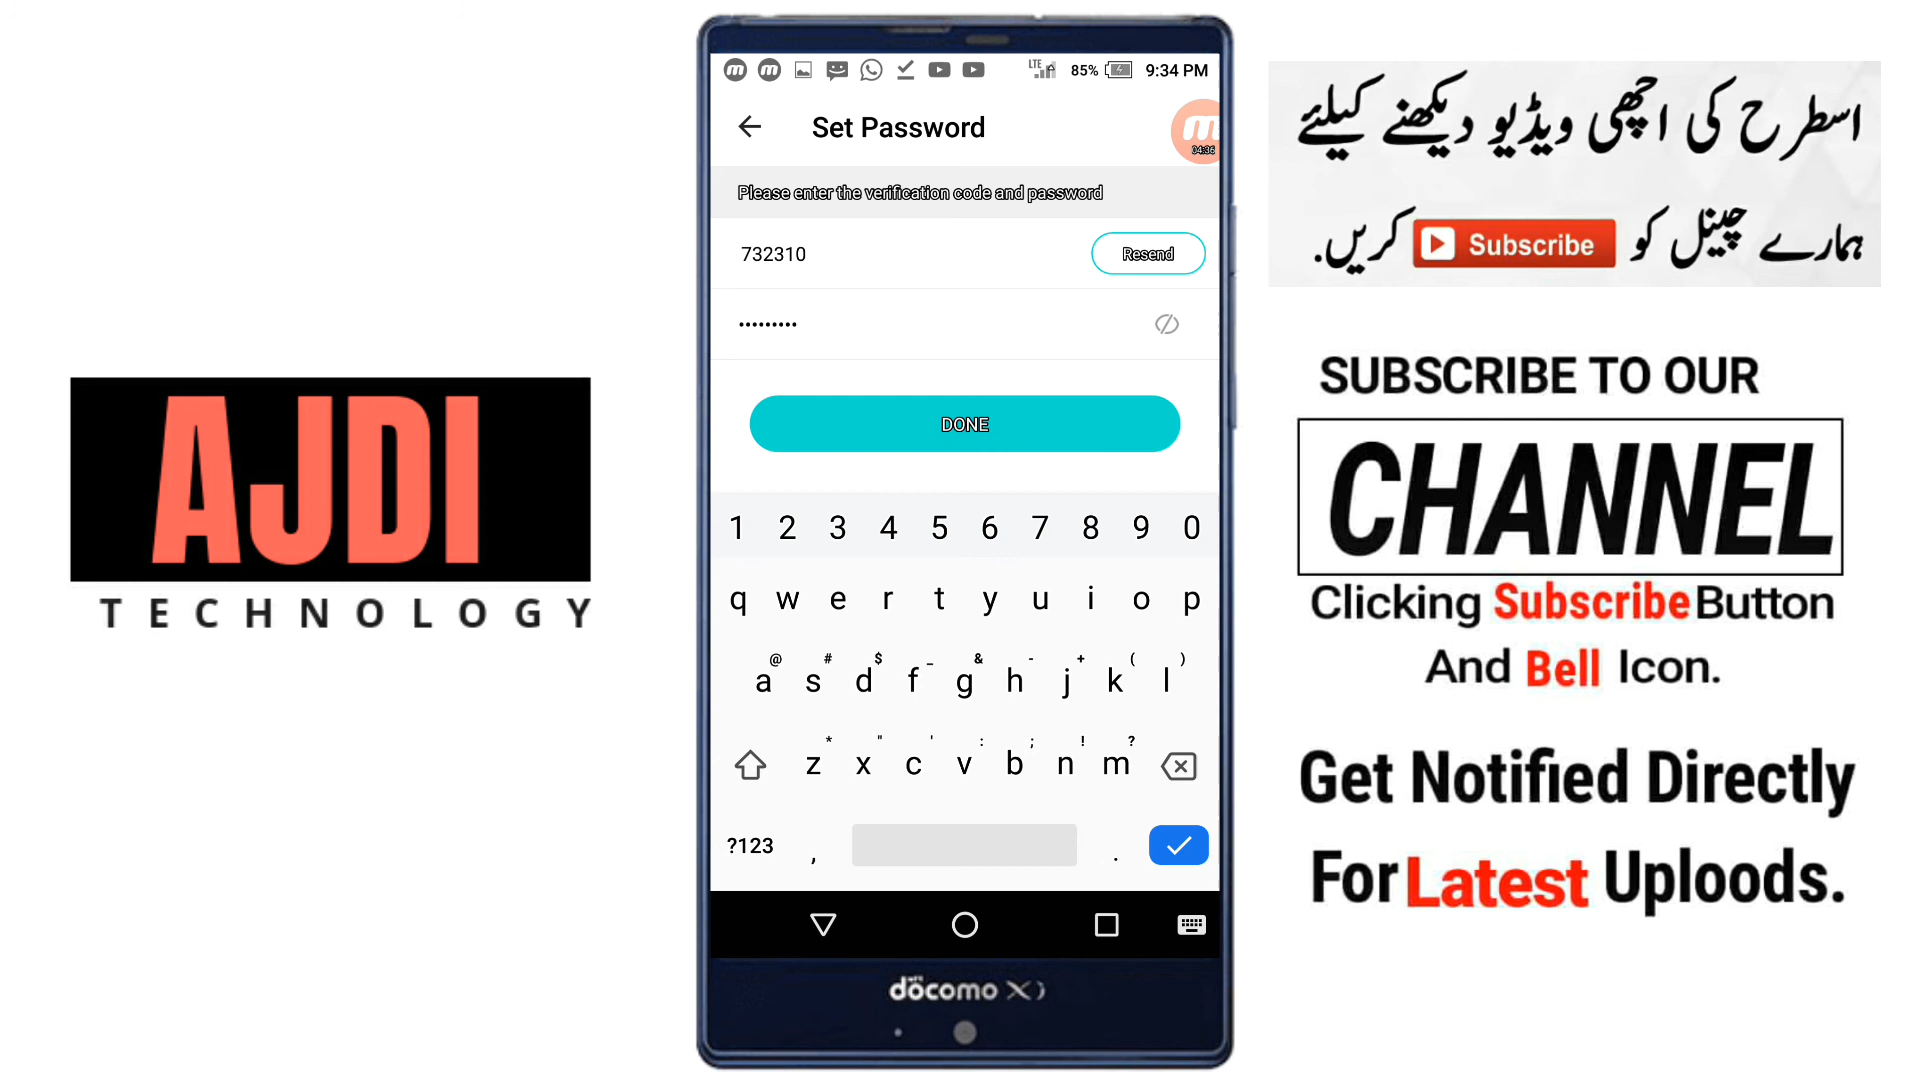 AJDI
TECHNOLOGY
LTE
85%
9:34 PM
Set Password
04:36
Please enter the verification code and password
732310
Resend
•••••••••
DONE
1 2 3 4 5 6 7 8 9 0
q w e r t y u i o p
@ # $ _ & - + ( )
a s d f g h j k l
* " ' : ; ! ?
z x c v b n m
?123 , .
döcomo Xi
اسطرح کی اچھی ویڈیو دیکھنے کیلئے
ہمارے چینل کو Subscribe کریں.
SUBSCRIBE TO OUR
CHANNEL
Clicking Subscribe Button
And Bell Icon.
Get Notified Directly
For Latest Uploods.